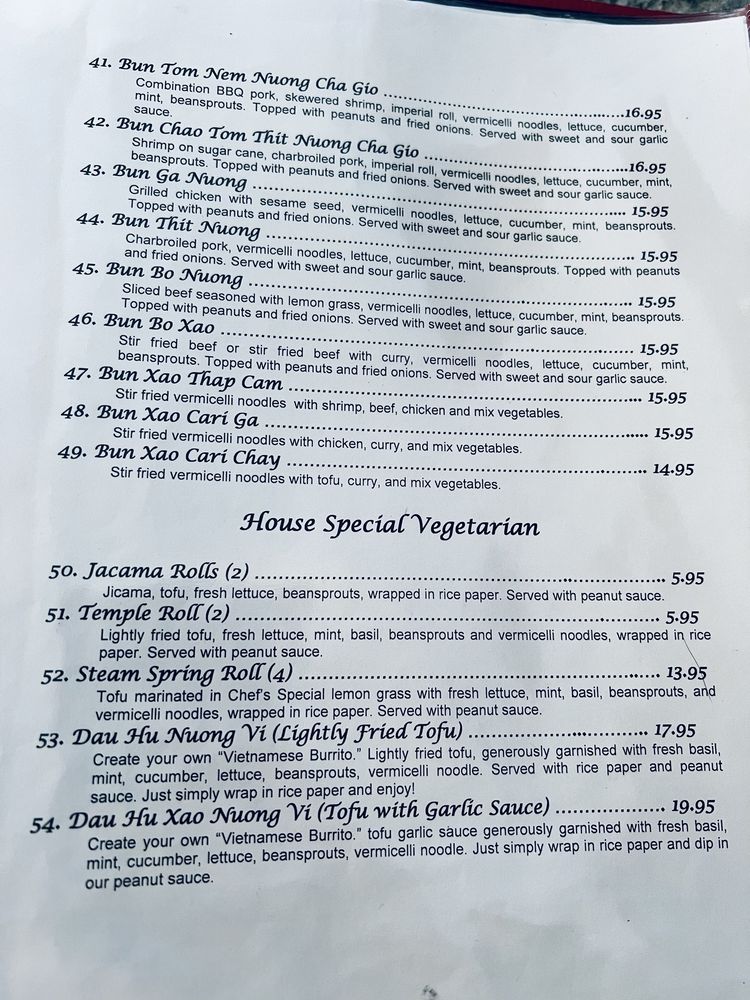 41. Bun Tom Nem Nuong Cha Gio ........................................16.95
Combination BBQ pork, skewered shrimp, imperial roll, vermicelli noodles, lettuce, cucumber,
mint, beansprouts. Topped with peanuts and fried onions. Served with sweet and sour garlic
sauce.
42. Bun Chao Tom Thit Nuong Cha Gio ..................................16.95
Shrimp on sugar cane, charbroiled pork, imperial roll, vermicelli noodles, lettuce, cucumber, mint,
beansprouts. Topped with peanuts and fried onions. Served with sweet and sour garlic sauce.
43. Bun Ga Nuong ............................................................ 15.95
Grilled chicken with sesame seed, vermicelli noodles, lettuce, cucumber, mint, beansprouts.
Topped with peanuts and fried onions. Served with sweet and sour garlic sauce.
44. Bun Thit Nuong ............................................................ 15.95
Charbroiled pork, vermicelli noodles, lettuce, cucumber, mint, beansprouts. Topped with peanuts
and fried onions. Served with sweet and sour garlic sauce.
45. Bun Bo Nuong ............................................................ 15.95
Sliced beef seasoned with lemon grass, vermicelli noodles, lettuce, cucumber, mint, beansprouts.
Topped with peanuts and fried onions. Served with sweet and sour garlic sauce.
46. Bun Bo Xao ................................................................ 15.95
Stir fried beef or stir fried beef with curry, vermicelli noodles, lettuce, cucumber, mint,
beansprouts. Topped with peanuts and fried onions. Served with sweet and sour garlic sauce.
47. Bun Xao Thap Cam ...................................................... 15.95
Stir fried vermicelli noodles with shrimp, beef, chicken and mix vegetables.
48. Bun Xao Cari Ga .......................................................... 15.95
Stir fried vermicelli noodles with chicken, curry, and mix vegetables.
49. Bun Xao Cari Chay ...................................................... 14.95
Stir fried vermicelli noodles with tofu, curry, and mix vegetables.
House Special Vegetarian
50. Jacama Rolls (2) ............................................................ 5.95
Jicama, tofu, fresh lettuce, beansprouts, wrapped in rice paper. Served with peanut sauce.
51. Temple Roll (2) .............................................................. 5.95
Lightly fried tofu, fresh lettuce, mint, basil, beansprouts and vermicelli noodles, wrapped in rice
paper. Served with peanut sauce.
52. Steam Spring Roll (4) .................................................... 13.95
Tofu marinated in Chef's Special lemon grass with fresh lettuce, mint, basil, beansprouts, and
vermicelli noodles, wrapped in rice paper. Served with peanut sauce.
53. Dau Hu Nuong Vi (Lightly Fried Tofu) .......................... 17.95
Create your own “Vietnamese Burrito.” Lightly fried tofu, generously garnished with fresh basil,
mint, cucumber, lettuce, beansprouts, vermicelli noodle. Served with rice paper and peanut
sauce. Just simply wrap in rice paper and enjoy!
54. Dau Hu Xao Nuong Vi (Tofu with Garlic Sauce) ................ 19.95
Create your own “Vietnamese Burrito.” tofu garlic sauce generously garnished with fresh basil,
mint, cucumber, lettuce, beansprouts, vermicelli noodle. Just simply wrap in rice paper and dip in
our peanut sauce.